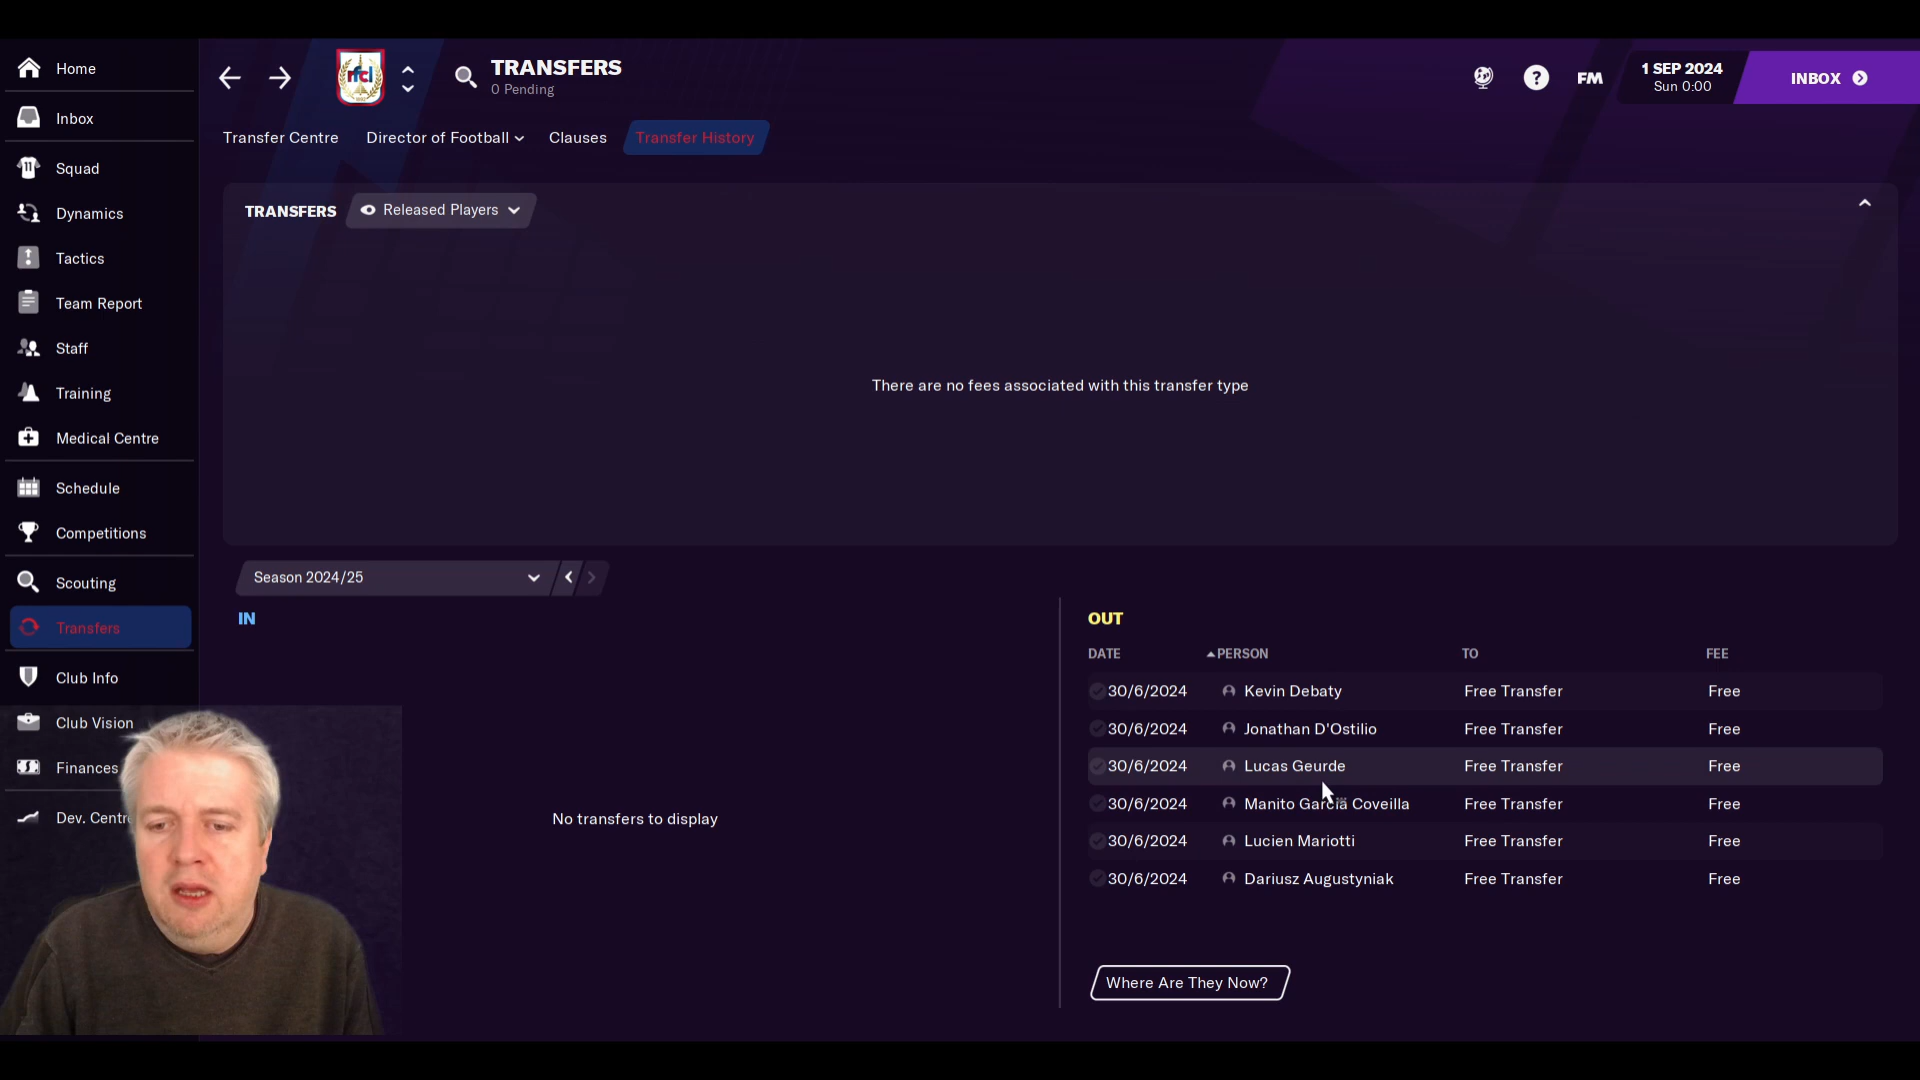 Home
Inbox
Squad
Dynamics
Tactics
Team Report
Staff
Training
Medical Centre
Schedule
Competitions
Scouting
Transfers
Club Info
Club Vision
Finances
Dev. Centr
rfcl
TRANSFERS
0 Pending
?
FM
1 SEP 2024
Sun 0:00
INBOX
Transfer Centre
Director of Football
Clauses
Transfer History
TRANSFERS
Released Players
There are no fees associated with this transfer type
Season 2024/25
IN
No transfers to display
OUT
DATE PERSON TO FEE
30/6/2024 Kevin Debaty Free Transfer Free
30/6/2024 Jonathan D'Ostilio Free Transfer Free
30/6/2024 Lucas Geurde Free Transfer Free
30/6/2024 Manito García Coveilla Free Transfer Free
30/6/2024 Lucien Mariotti Free Transfer Free
30/6/2024 Dariusz Augustyniak Free Transfer Free
Where Are They Now?